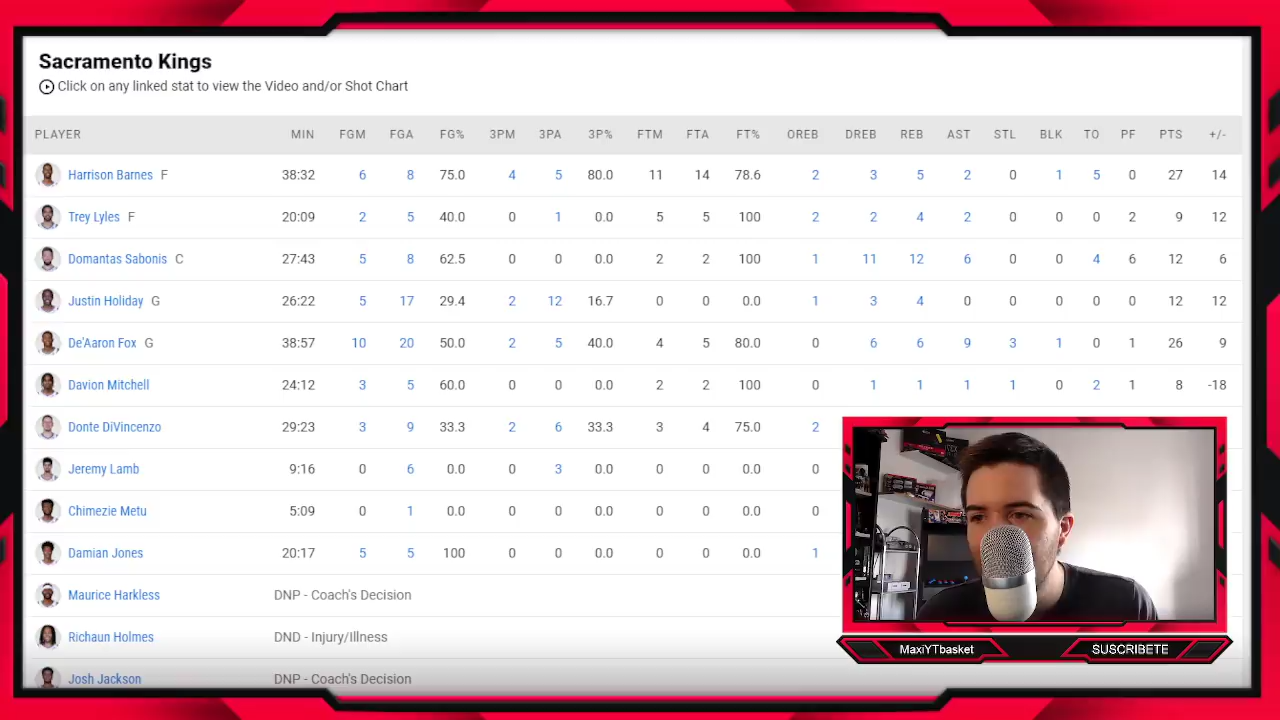 Sacramento Kings
Click on any linked stat to view the Video and/or Shot Chart
PLAYER MIN FGM FGA FG% 3PM 3PA 3P% FTM FTA FT% OREB DREB REB AST STL BLK TO PF PTS +/-
Harrison Barnes F 38:32 6 8 75.0 4 5 80.0 11 14 78.6 2 3 5 2 0 1 5 0 27 14
Trey Lyles F 20:09 2 5 40.0 0 1 0.0 5 5 100 2 2 4 2 0 0 0 2 9 12
Domantas Sabonis C 27:43 5 8 62.5 0 0 0.0 2 2 100 1 11 12 6 0 0 4 6 12 6
Justin Holiday G 26:22 5 17 29.4 2 12 16.7 0 0 0.0 1 3 4 0 0 0 0 0 12 12
De'Aaron Fox G 38:57 10 20 50.0 2 5 40.0 4 5 80.0 0 6 6 9 3 1 0 1 26 9
Davion Mitchell 24:12 3 5 60.0 0 0 0.0 2 2 100 0 1 1 1 1 0 2 1 8 -18
Donte DiVincenzo 29:23 3 9 33.3 2 6 33.3 3 4 75.0 2
Jeremy Lamb 9:16 0 6 0.0 0 3 0.0 0 0 0.0 0
Chimezie Metu 5:09 0 1 0.0 0 0 0.0 0 0 0.0 0
Damian Jones 20:17 5 5 100 0 0 0.0 0 0 0.0 1
Maurice Harkless DNP - Coach's Decision
Richaun Holmes DND - Injury/Illness
Josh Jackson DNP - Coach's Decision
MaxiYTbasket SUSCRIBETE